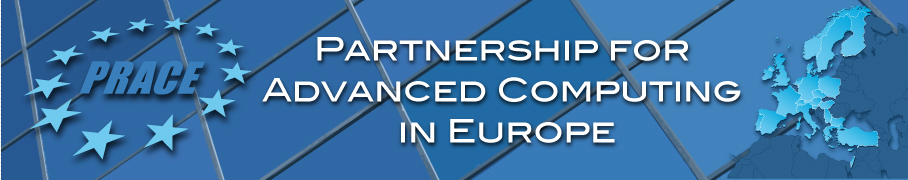 PRACE
PARTNERSHIP FOR
ADVANCED COMPUTING
IN EUROPE